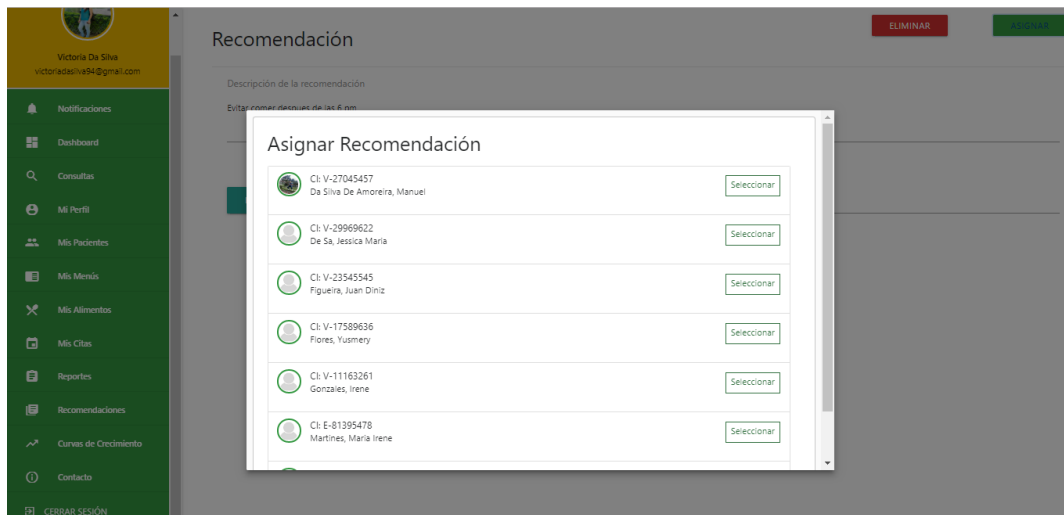 Victoria Da Silva
victoriadasilva94@gmail.com
Notificaciones
Dashboard
Consultas
Mi Perfil
Mis Pacientes
Mis Menús
Mis Alimentos
Mis Citas
Reportes
Recomendaciones
Curvas de Crecimiento
Contacto
CERRAR SESIÓN
Recomendación
ELIMINAR
ASIGNAR
Descripción de la recomendación
Evitar comer despues de las 6 pm
Asignar Recomendación
CI: V-27045457
Da Silva De Amoreira, Manuel
Seleccionar
CI: V-29969622
De Sa, Jessica Maria
Seleccionar
CI: V-23545545
Figueira, Juan Diniz
Seleccionar
CI: V-17589636
Flores, Yusmery
Seleccionar
CI: V-11163261
Gonzales, Irene
Seleccionar
CI: E-81395478
Martines, María Irene
Seleccionar